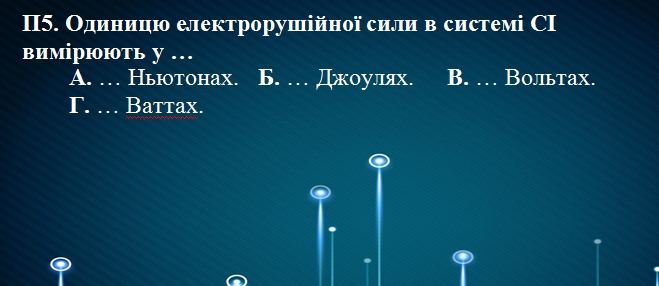 П5. Одиницю електрорушійної сили в системі СІ
вимірюють у …
А. … Ньютонах. Б. … Джоулях. В. … Вольтах.
Г. … Ваттах.